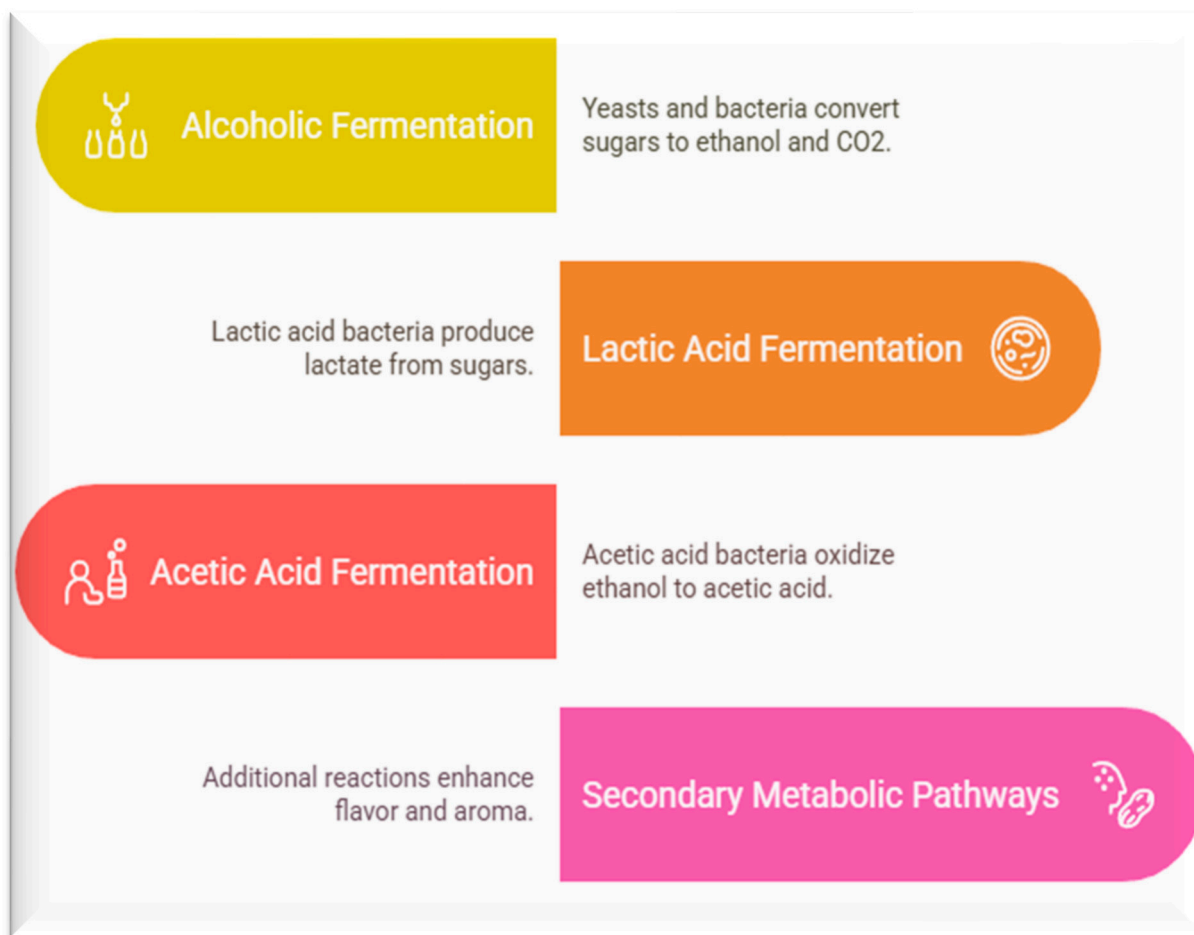 Alcoholic Fermentation
Yeasts and bacteria convert
sugars to ethanol and CO2.
Lactic acid bacteria produce
lactate from sugars.
Lactic Acid Fermentation
Acetic Acid Fermentation
Acetic acid bacteria oxidize
ethanol to acetic acid.
Additional reactions enhance
flavor and aroma.
Secondary Metabolic Pathways